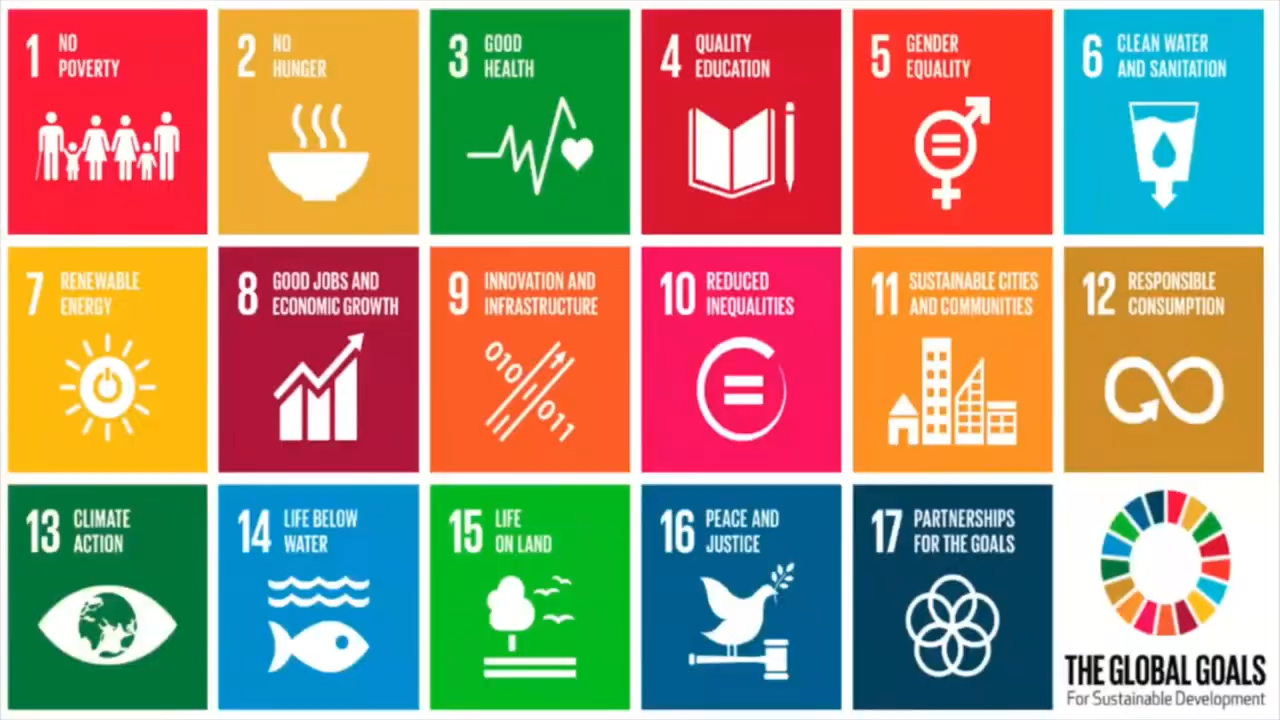 1 NO
POVERTY
2 NO
HUNGER
3 GOOD
HEALTH
4 QUALITY
EDUCATION
5 GENDER
EQUALITY
6 CLEAN WATER
AND SANITATION
7 RENEWABLE
ENERGY
8 GOOD JOBS AND
ECONOMIC GROWTH
9 INNOVATION AND
INFRASTRUCTURE
010
011
10 REDUCED
INEQUALITIES
11 SUSTAINABLE CITIES
AND COMMUNITIES
12 RESPONSIBLE
CONSUMPTION
13 CLIMATE
ACTION
14 LIFE BELOW
WATER
15 LIFE
ON LAND
16 PEACE AND
JUSTICE
17 PARTNERSHIPS
FOR THE GOALS
THE GLOBAL GOALS
For Sustainable Development